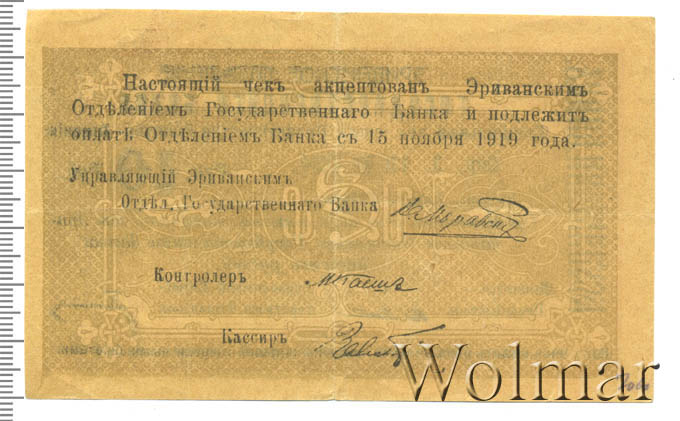 Настоящій чекъ акцептованъ Эриванскимъ
Отдѣленіемъ Государственнаго Банка и подлежитъ
оплатѣ Отдѣленіемъ Банка съ 15 ноября 1919 года.
Управляющій Эриванскимъ
Отдѣл. Государственнаго Банка
Контролеръ
Кассиръ
Wolmar